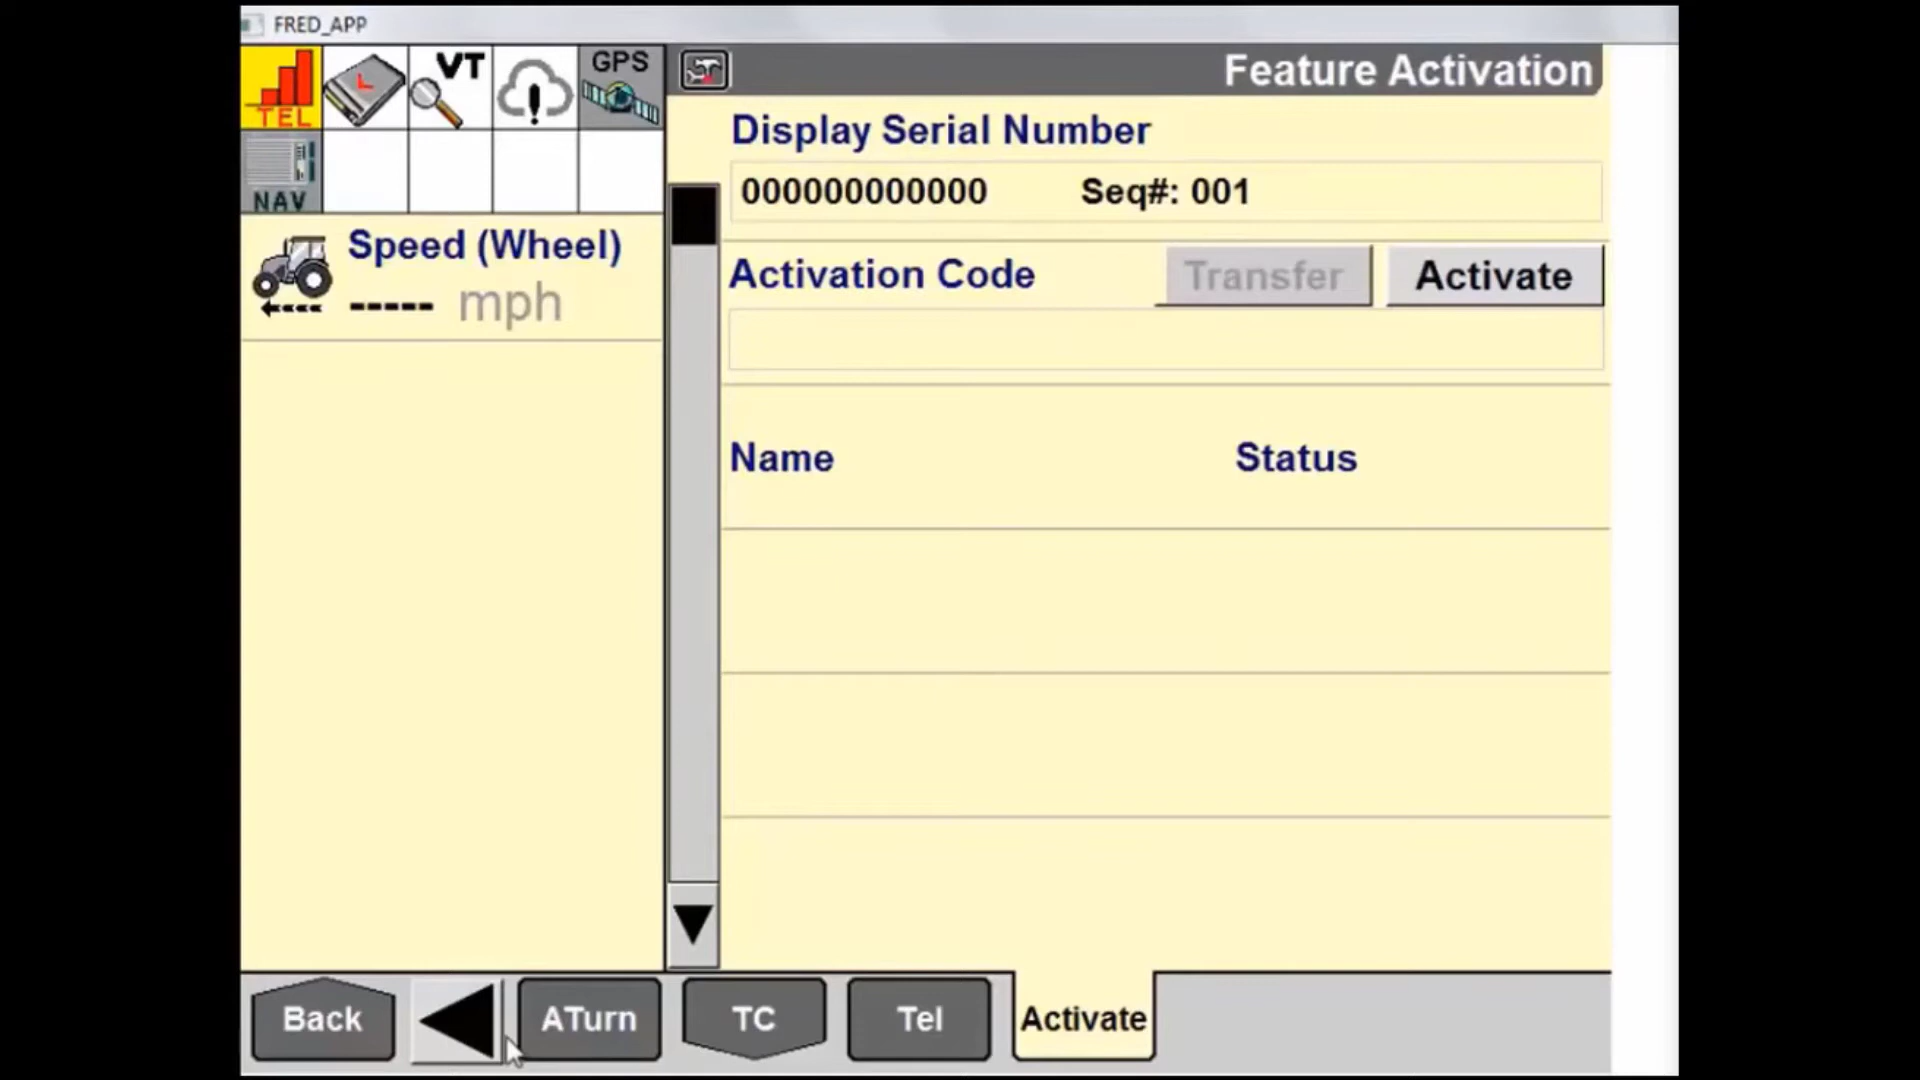 FRED_APP
TEL
VT
GPS
NAV
Feature Activation
Speed (Wheel)
----- mph
Display Serial Number
000000000000 Seq#: 001
Activation Code
Transfer
Activate
Name Status
Back
ATurn
TC
Tel
Activate